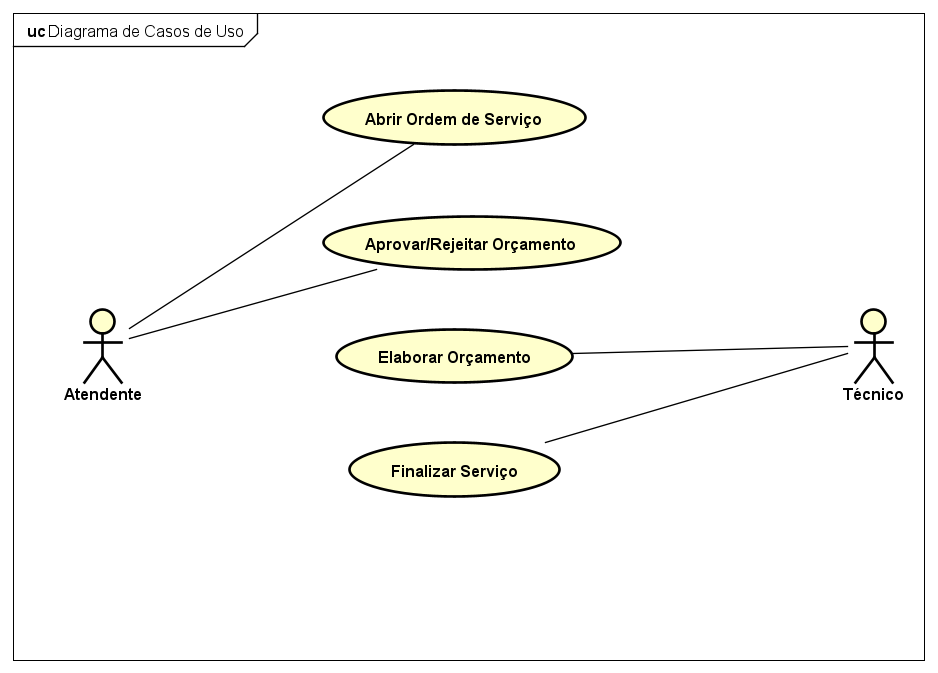 uc Diagrama de Casos de Uso
Abrir Ordem de Serviço
Aprovar/Rejeitar Orçamento
Elaborar Orçamento
Atendente
Técnico
Finalizar Serviço